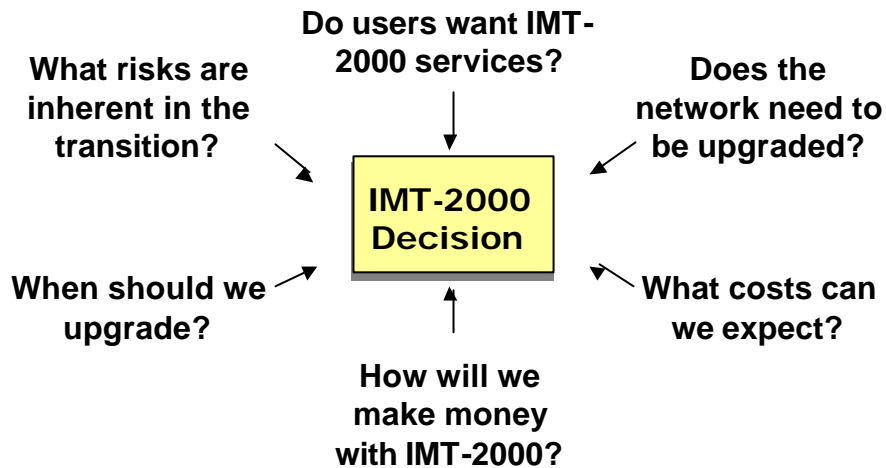 Do users want IMT-
2000 services?
What risks are
inherent in the
transition?
Does the
network need to
be upgraded?
IMT-2000
Decision
When should we
upgrade?
What costs can
we expect?
How will we
make money
with IMT-2000?